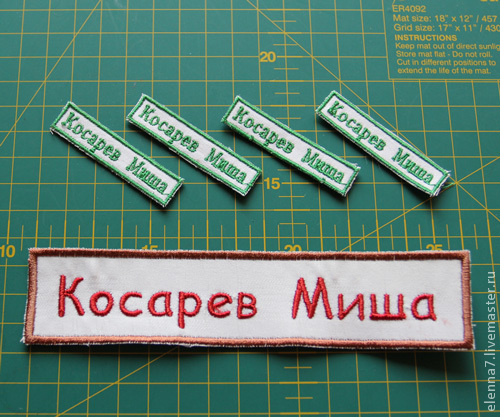 ER4092
Mat size: 18" x 12" / 457
Grid size: 17" x 11" / 430
INSTRUCTIONS
Keep mat out of direct sunlig
Store mat flat - Do not roll.
Cut in different positions to
extend the life of the mat.
20
Косарев Миша
Косарев Миша
Косарев Миша
Косарев Миша
15
10
15
20
25
Косарев Миша
elenna7.livemaster.ru